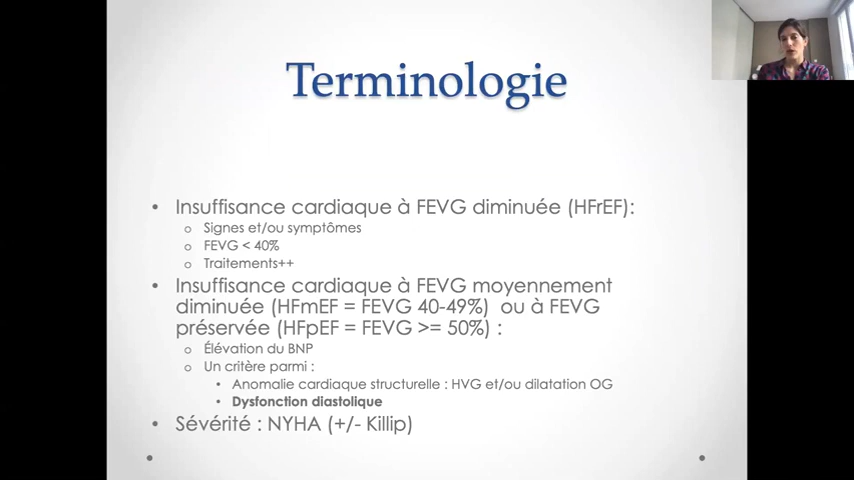 Terminologie
• Insuffisance cardiaque à FEVG diminuée (HFrEF):
o Signes et/ou symptômes
o FEVG < 40%
o Traitements++
• Insuffisance cardiaque à FEVG moyennement
diminuée (HFmEF = FEVG 40-49%) ou à FEVG
préservée (HFpEF = FEVG >= 50%) :
o Élévation du BNP
o Un critère parmi :
• Anomalie cardiaque structurelle : HVG et/ou dilatation OG
• Dysfonction diastolique
• Sévérité : NYHA (+/- Killip)